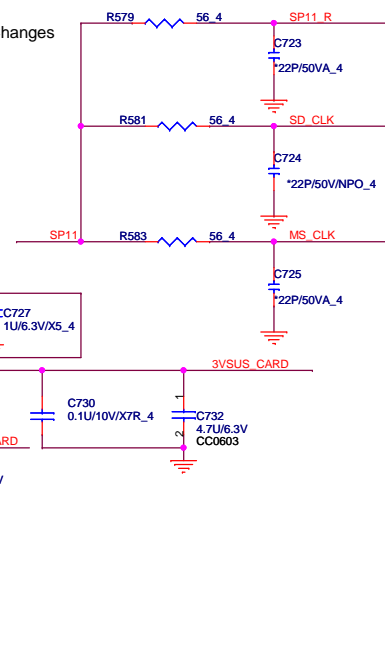 hanges
R579 56_4 SP11_R
C723
*22P/50VA_4
R581 56_4 SD_CLK
C724
*22P/50V/NPO_4
SP11 R583 56_4 MS_CLK
C725
*22P/50VA_4
C727
1U/6.3V/X5_4
3VSUS_CARD
C730
0.1U/10V/X7R_4
1
2
C732
4.7U/6.3V
CC0603
ARD